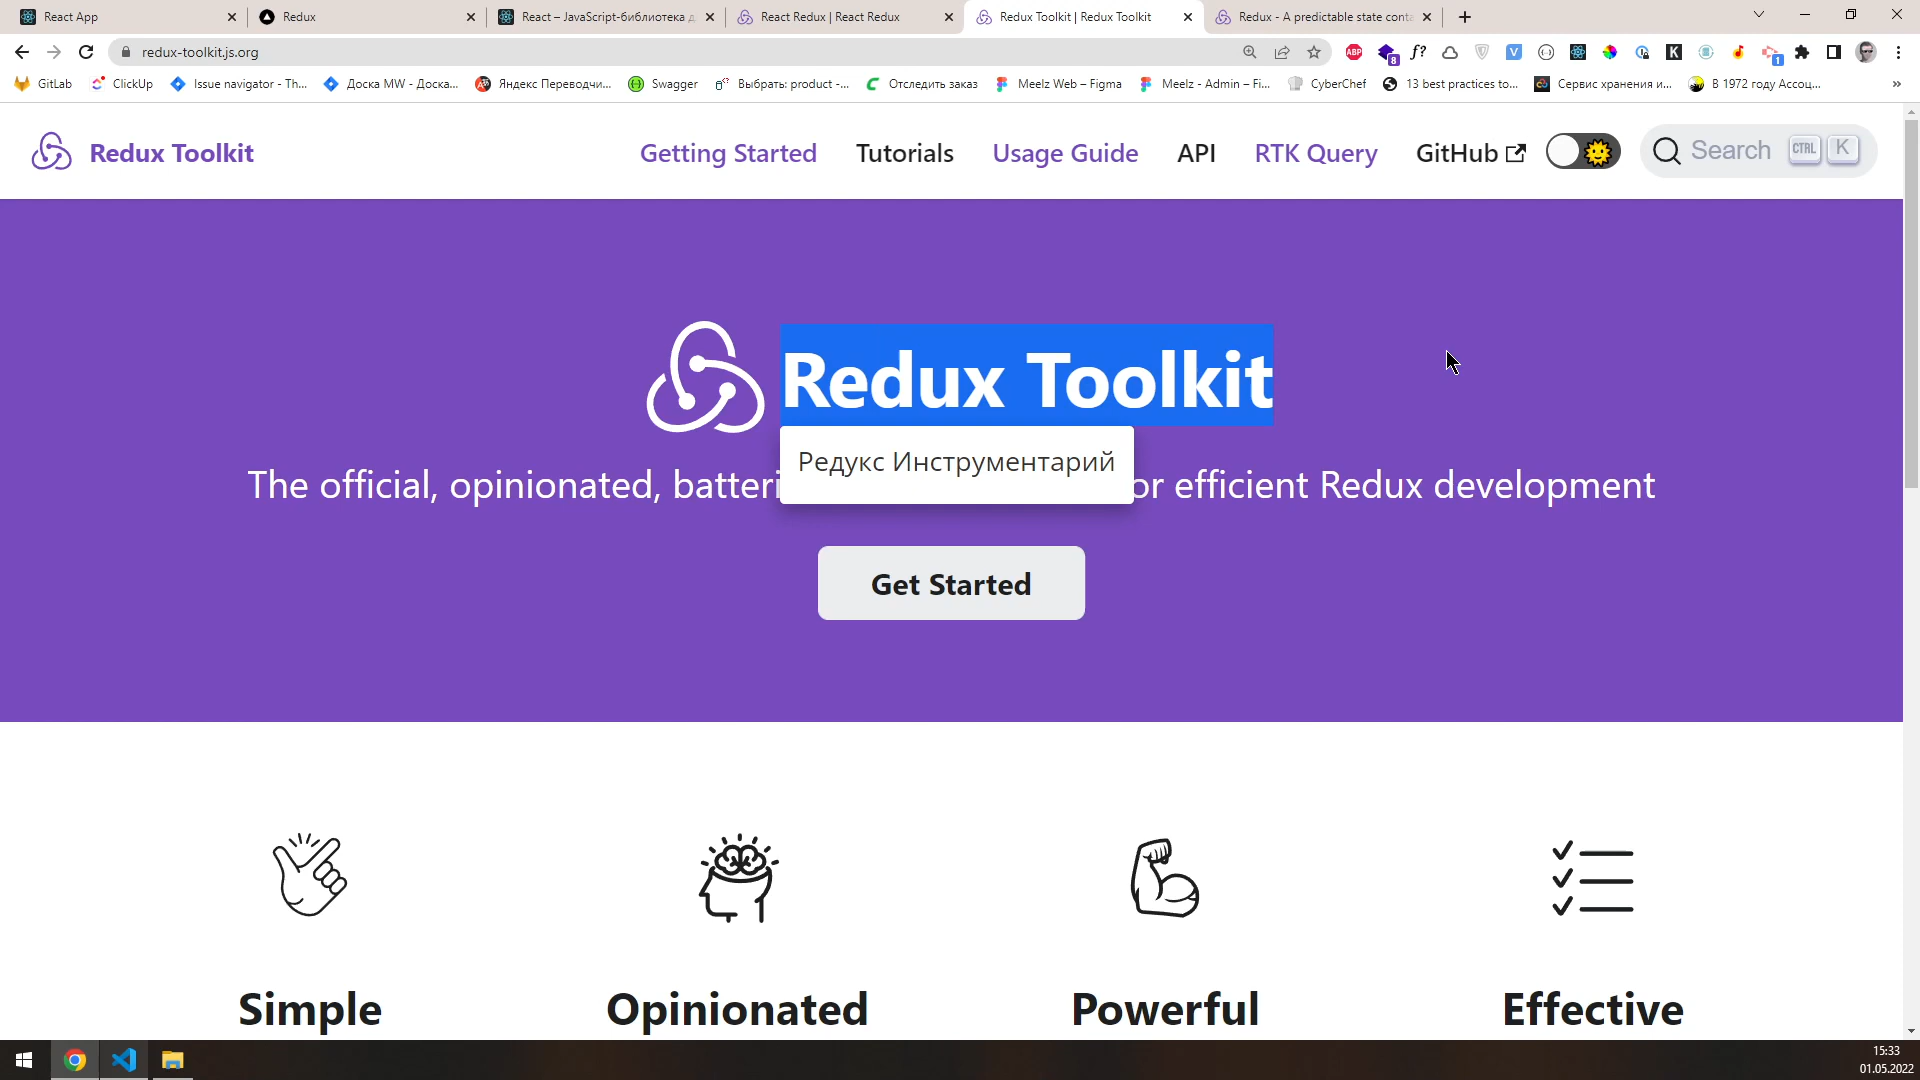 React App
Redux
React – JavaScript-библиотека д
React Redux | React Redux
Redux Toolkit | Redux Toolkit
Redux - A predictable state conta
redux-toolkit.js.org
ABP
8
ƒ?
V
K
1
GitLab
ClickUp
Issue navigator - Th...
Доска MW - Доска...
Яндекс Переводчи...
Swagger
Выбрать: product -...
Отследить заказ
Meelz Web – Figma
Meelz - Admin – Fi...
CyberChef
13 best practices to...
Сервис хранения и...
В 1972 году Ассоц...
»
Redux Toolkit
Getting Started
Tutorials
Usage Guide
API
RTK Query
GitHub
Search
CTRL
K
Redux Toolkit
Редукс Инструментарий
The official, opinionated, batteri or efficient Redux development
Get Started
Simple
Opinionated
Powerful
Effective
15:33
01.05.2022